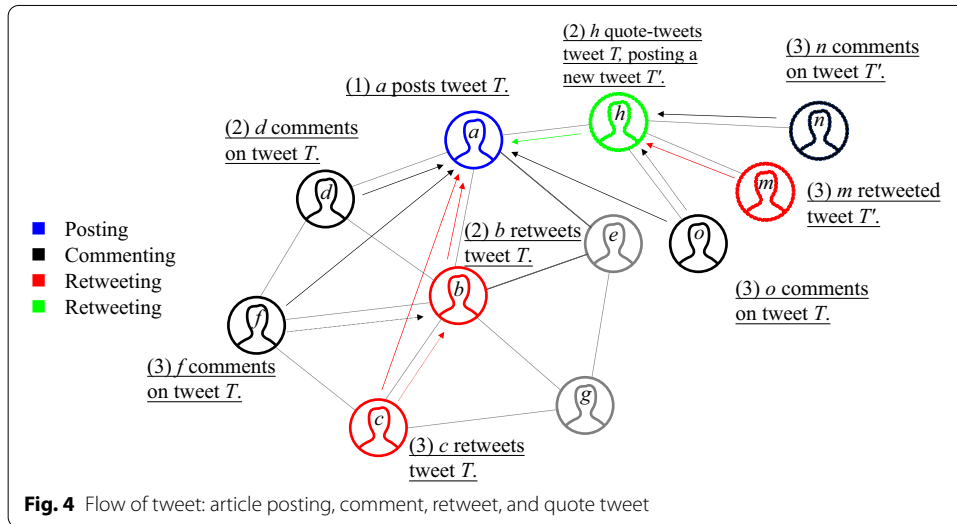 (2) h quote-tweets
tweet T, posting a
new tweet T′.
(3) n comments
on tweet T′.
(1) a posts tweet T.
(2) d comments
on tweet T.
a
h
n
d
m
(3) m retweeted
tweet T′.
Posting
Commenting
Retweeting
Retweeting
(2) b retweets
tweet T.
e
o
b
(3) o comments
on tweet T.
f
(3) f comments
on tweet T.
g
c
(3) c retweets
tweet T.
Fig. 4 Flow of tweet: article posting, comment, retweet, and quote tweet